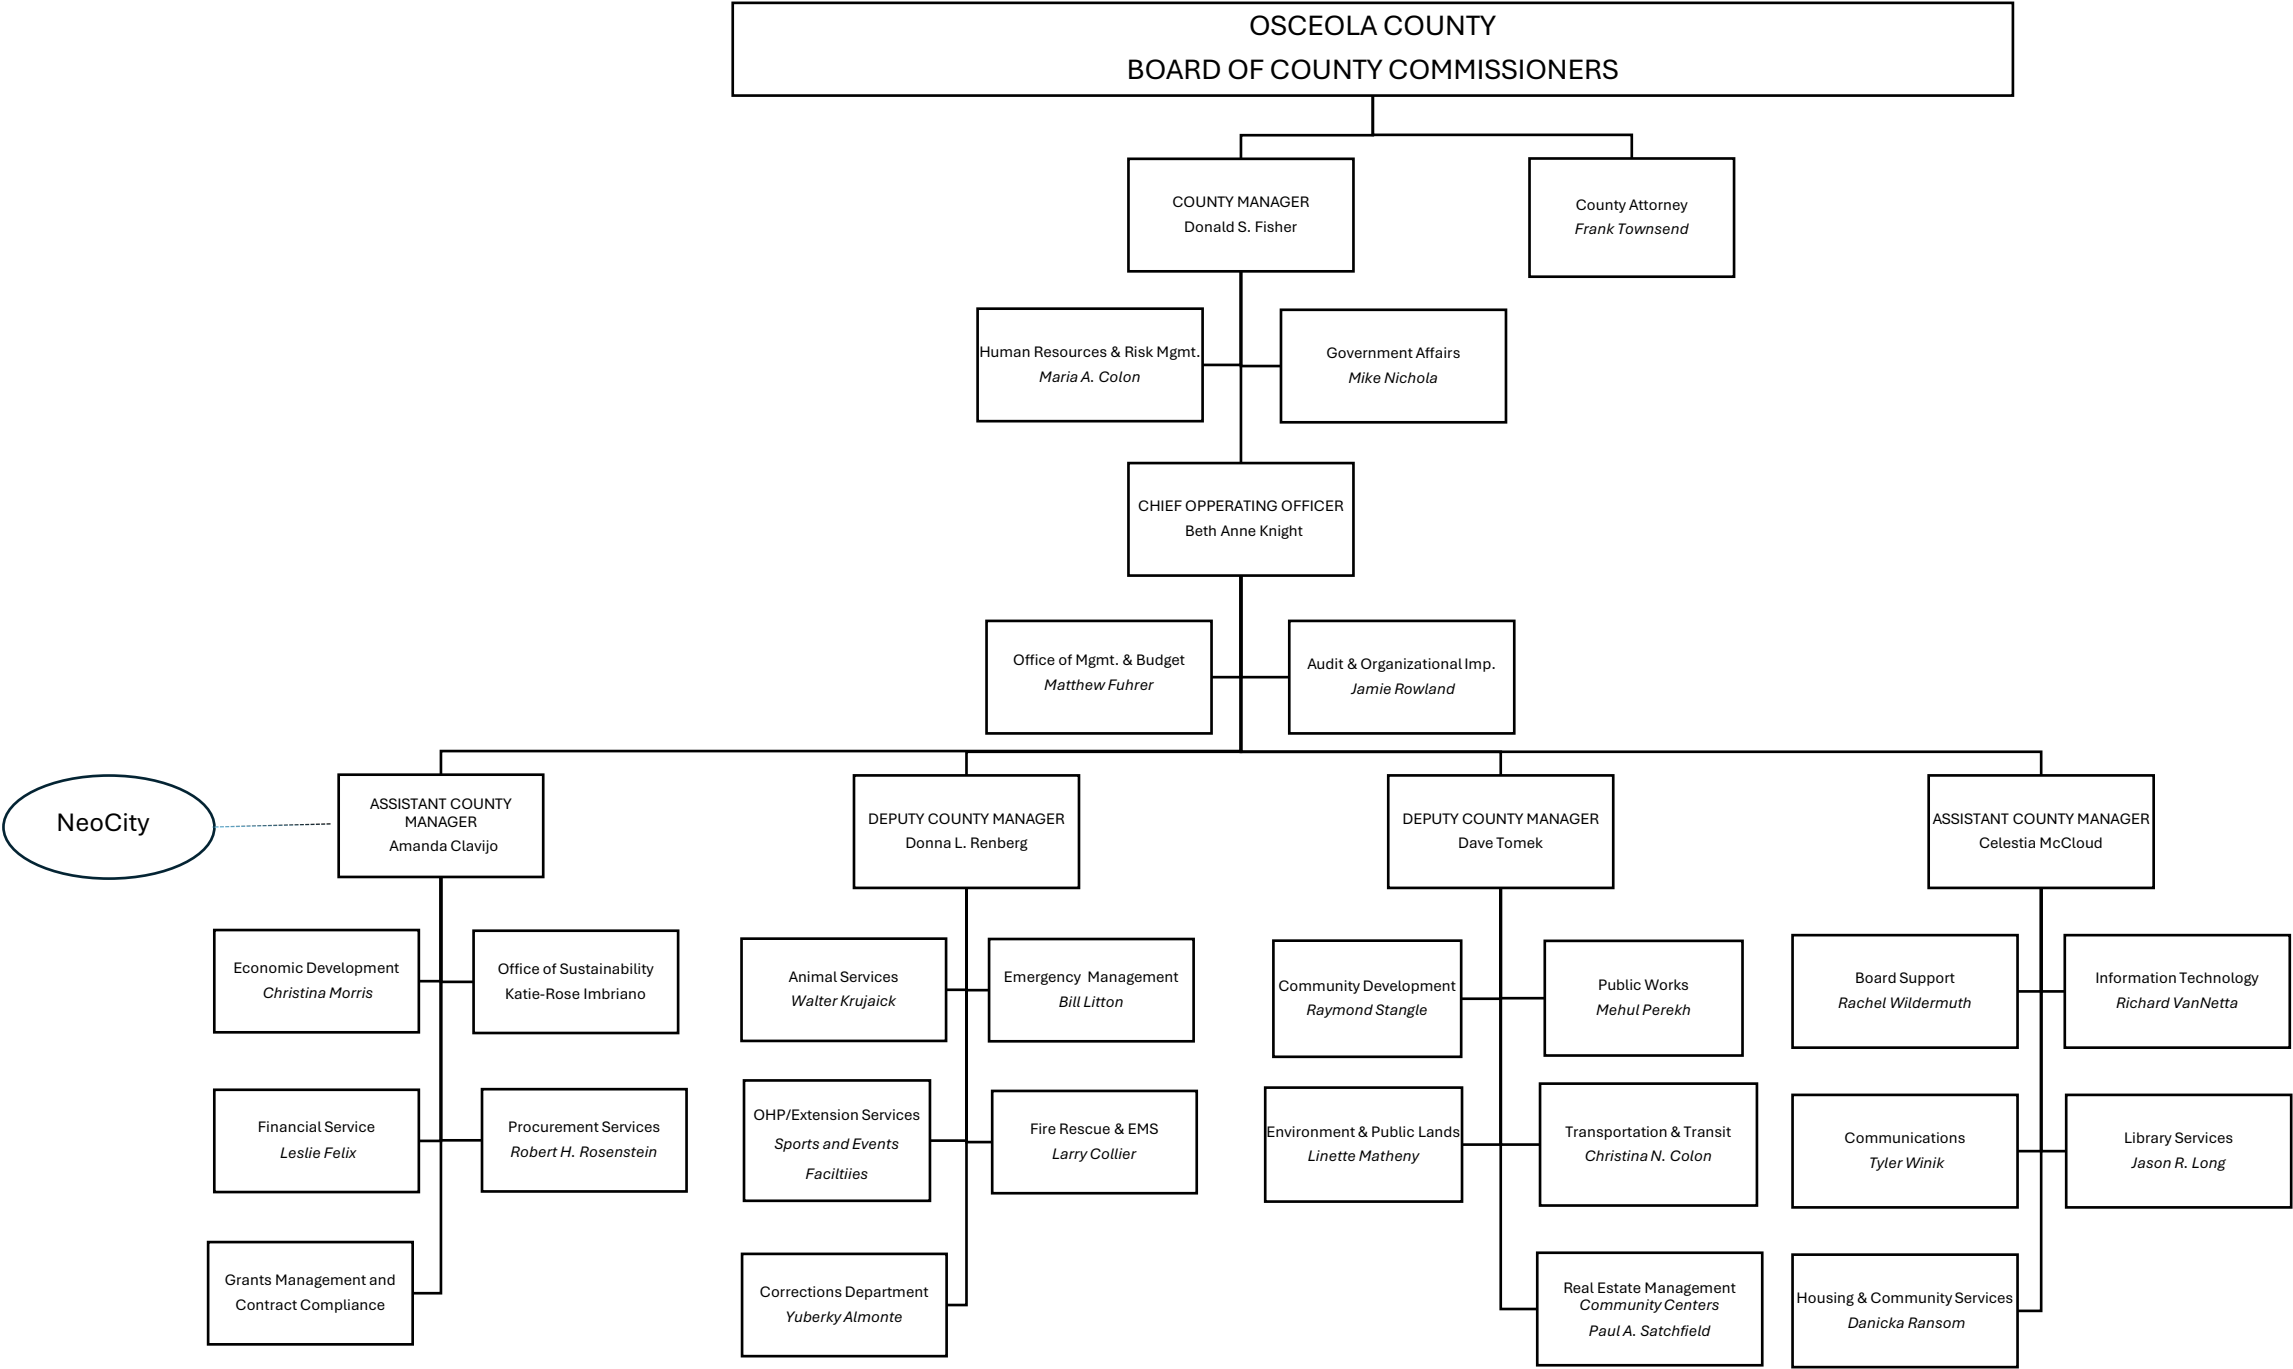 OSCEOLA COUNTY
BOARD OF COUNTY COMMISSIONERS
COUNTY MANAGER
Donald S. Fisher
County Attorney
Frank Townsend
Human Resources & Risk Mgmt.
Maria A. Colon
Government Affairs
Mike Nichola
CHIEF OPPERATING OFFICER
Beth Anne Knight
Office of Mgmt. & Budget
Matthew Fuhrer
Audit & Organizational Imp.
Jamie Rowland
NeoCity
ASSISTANT COUNTY
MANAGER
Amanda Clavijo
DEPUTY COUNTY MANAGER
Donna L. Renberg
DEPUTY COUNTY MANAGER
Dave Tomek
ASSISTANT COUNTY MANAGER
Celestia McCloud
Economic Development
Christina Morris
Office of Sustainability
Katie-Rose Imbriano
Animal Services
Walter Krujaick
Emergency Management
Bill Litton
Community Development
Raymond Stangle
Public Works
Mehul Perekh
Board Support
Rachel Wildermuth
Information Technology
Richard VanNetta
Financial Service
Leslie Felix
Procurement Services
Robert H. Rosenstein
OHP/Extension Services
Sports and Events
Faciltiies
Fire Rescue & EMS
Larry Collier
Environment & Public Lands
Linette Matheny
Transportation & Transit
Christina N. Colon
Communications
Tyler Winik
Library Services
Jason R. Long
Grants Management and
Contract Compliance
Corrections Department
Yuberky Almonte
Real Estate Management
Community Centers
Paul A. Satchfield
Housing & Community Services
Danicka Ransom